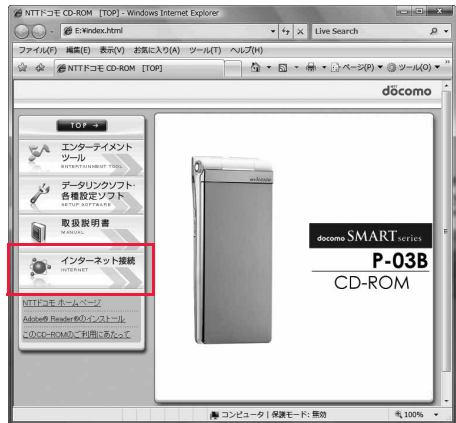 NTTドコモ CD-ROM [TOP] - Windows Internet Explorer
E:¥index.html
Live Search
ファイル(F) 編集(E) 表示(V) お気に入り(A) ツール(T) ヘルプ(H)
NTTドコモ CD-ROM [TOP]
ページ(P) ツール(O)
docomo
TOP →
エンターテイメント
ツール
ENTERTAINMENT TOOL
データリンクソフト・
各種設定ソフト
SETUP SOFTWARE
取扱説明書
MANUAL
インターネット接続
INTERNET
NTTドコモ ホームページ
Adobe® Reader®のインストール
このCD-ROMのご利用にあたって
docomo SMART series
P-03B
CD-ROM
コンピュータ | 保護モード: 無効
100%